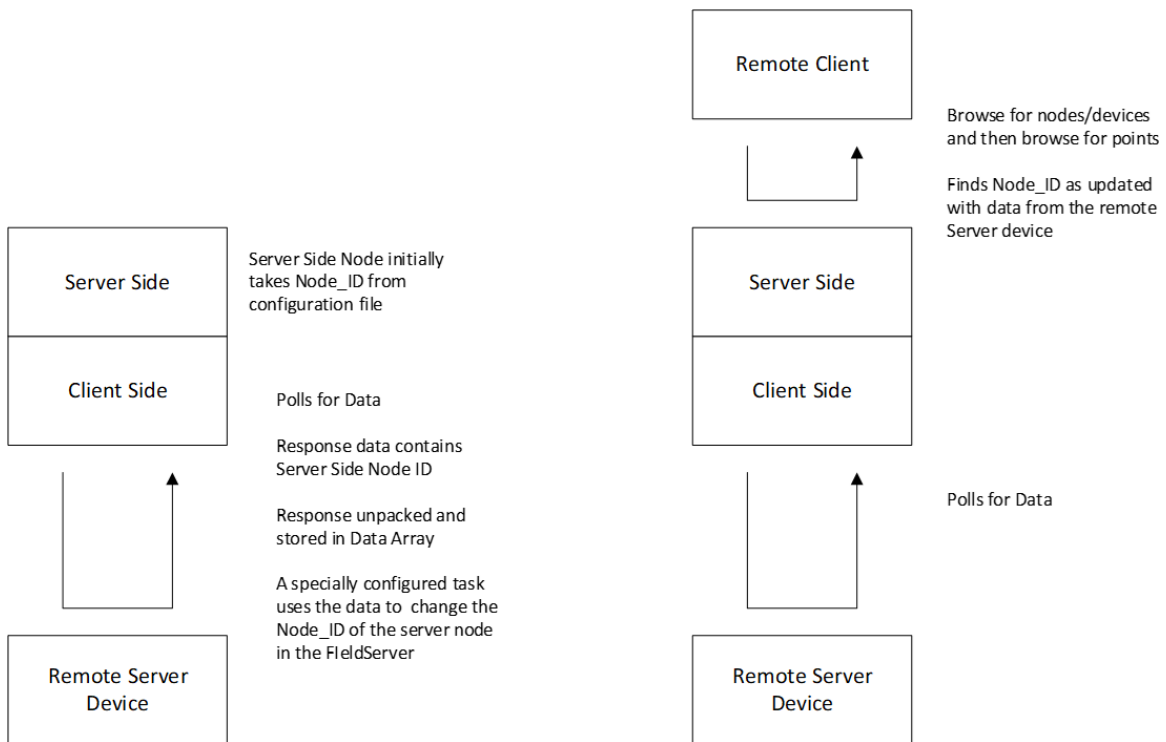 Server Side
Server Side Node initially
takes Node_ID from
configuration file
Client Side
Polls for Data
Response data contains
Server Side Node ID
Response unpacked and
stored in Data Array
A specially configured task
uses the data to  change the
Node_ID of the server node
in the FIeldServer
Remote Server
Device
Remote Client
Browse for nodes/devices
and then browse for points
Finds Node_ID as updated
with data from the remote
Server device
Server Side
Client Side
Polls for Data
Remote Server
Device